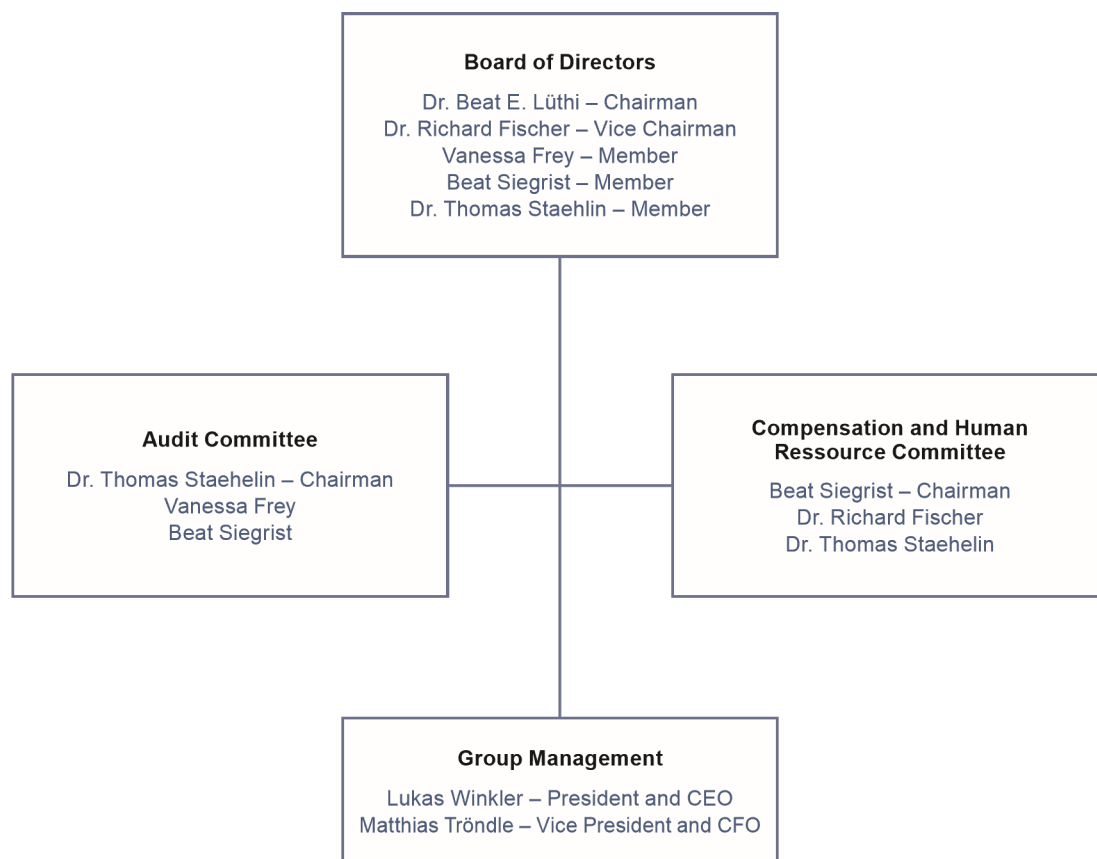 Board of Directors
Dr. Beat E. Lüthi – Chairman
Dr. Richard Fischer – Vice Chairman
Vanessa Frey – Member
Beat Siegrist – Member
Dr. Thomas Staehlin – Member
Audit Committee
Dr. Thomas Staehelin – Chairman
Vanessa Frey
Beat Siegrist
Compensation and Human
Ressource Committee
Beat Siegrist – Chairman
Dr. Richard Fischer
Dr. Thomas Staehelin
Group Management
Lukas Winkler – President and CEO
Matthias Tröndle – Vice President and CFO